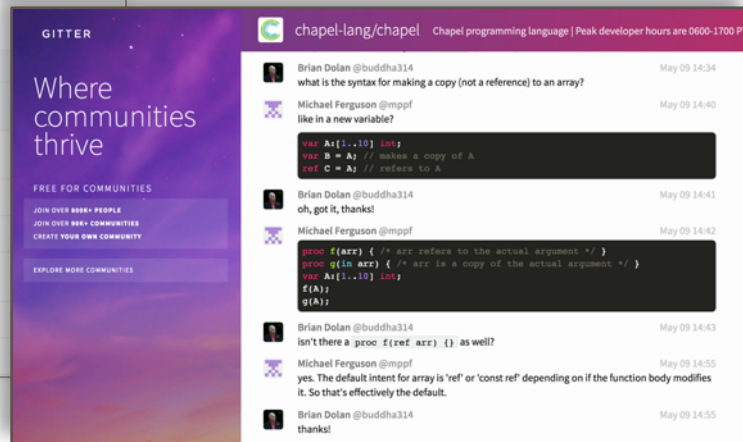 GITTER
Where
communities
thrive
FREE FOR COMMUNITIES
JOIN OVER 800K+ PEOPLE
JOIN OVER 90K+ COMMUNITIES
CREATE YOUR OWN COMMUNITY
EXPLORE MORE COMMUNITIES
chapel-lang/chapel Chapel programming language | Peak developer hours are 0600-1700 P
Brian Dolan @buddha314 May 09 14:34
what is the syntax for making a copy (not a reference) to an array?
Michael Ferguson @mppf May 09 14:40
like in a new variable?
var A:[1..10] int;
var B = A; // makes a copy of A
ref C = A; // refers to A
Brian Dolan @buddha314 May 09 14:41
oh, got it, thanks!
Michael Ferguson @mppf May 09 14:42
proc f(arr) { /* arr refers to the actual argument */ }
proc g(in arr) { /* arr is a copy of the actual argument */ }
var A:[1..10] int;
f(A);
g(A);
Brian Dolan @buddha314 May 09 14:43
isn't there a proc f(ref arr) {} as well?
Michael Ferguson @mppf May 09 14:55
yes. The default intent for array is 'ref' or 'const ref' depending on if the function body modifies
it. So that's effectively the default.
Brian Dolan @buddha314 May 09 14:55
thanks!